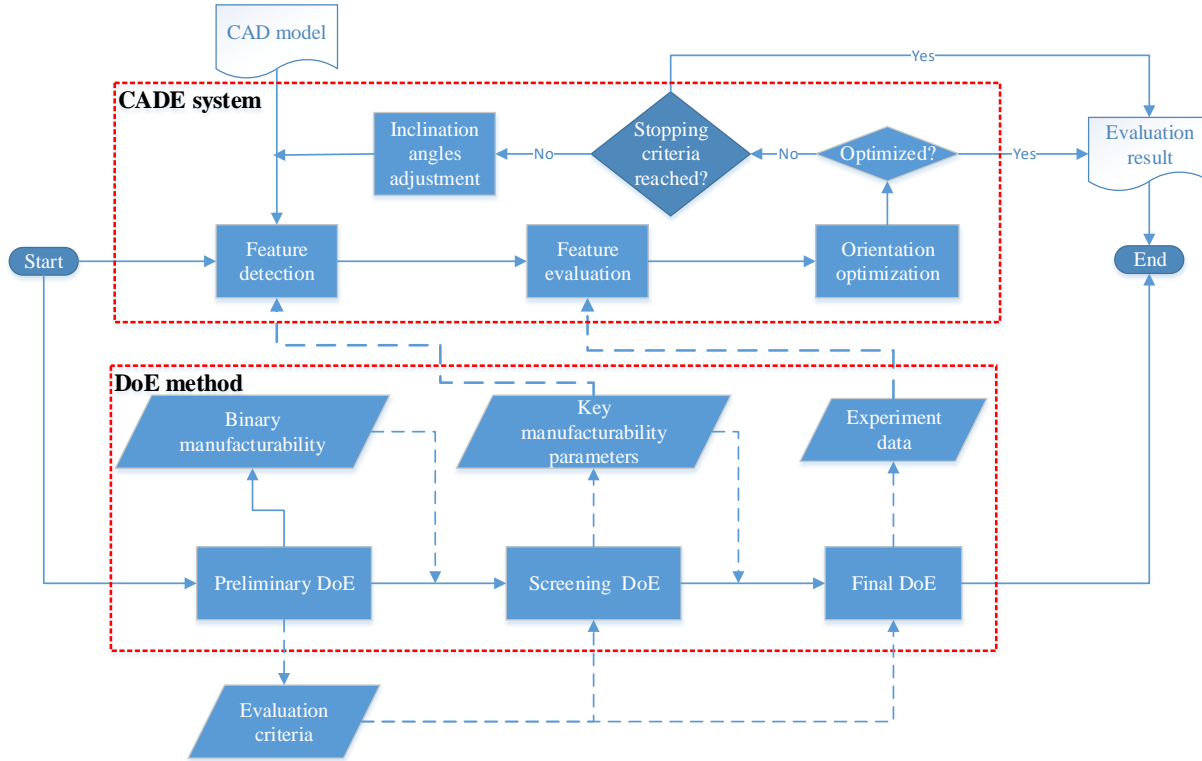 CAD model
Yes
CADE system
Inclination
angles
adjustment
No
Stopping
criteria
reached?
No
Optimized?
Yes
Evaluation
result
Start
Feature
detection
Feature
evaluation
Orientation
optimization
End
DoE method
Binary
manufacturability
Key
manufacturability
parameters
Experiment
data
Preliminary DoE
Screening DoE
Final DoE
Evaluation
criteria